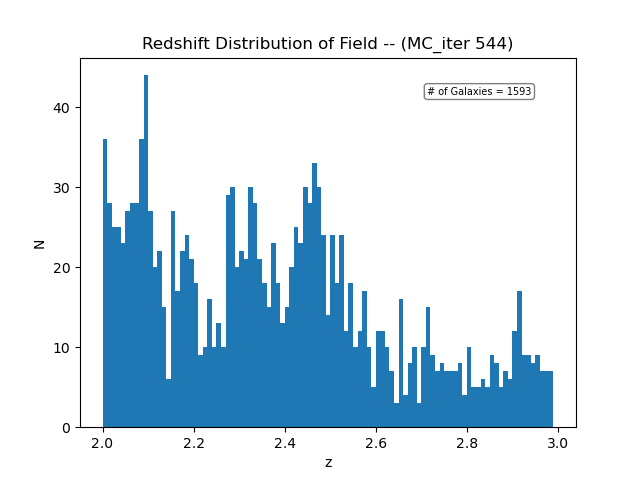 Redshift Distribution of Field -- (MC_iter 544)
# of Galaxies = 1593
N
40
30
20
10
0
2.0 2.2 2.4 2.6 2.8 3.0
z